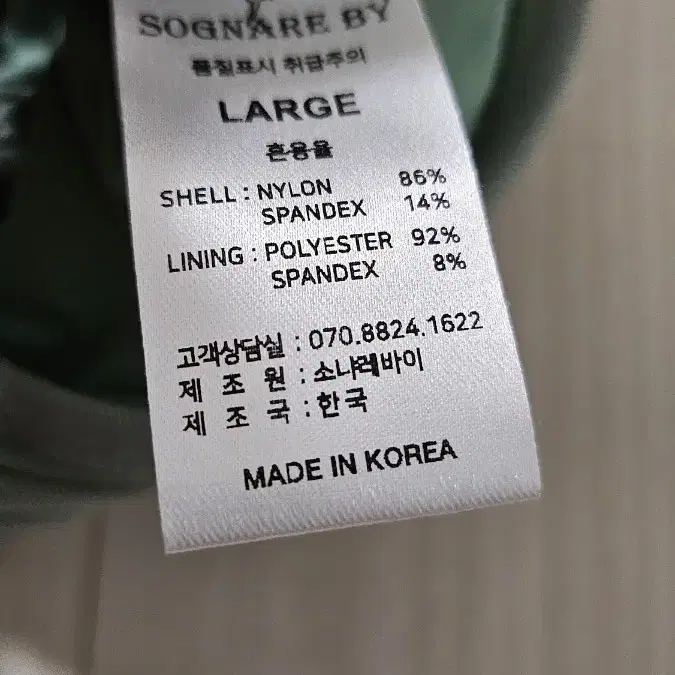 SOGNARE BY
품질표시 취급주의
LARGE
혼용율
SHELL : NYLON 86%
SPANDEX 14%
LINING : POLYESTER 92%
SPANDEX 8%
고객상담실 : 070.8824.1622
제 조 원 : 소냐레바이
제 조 국 : 한국
MADE IN KOREA